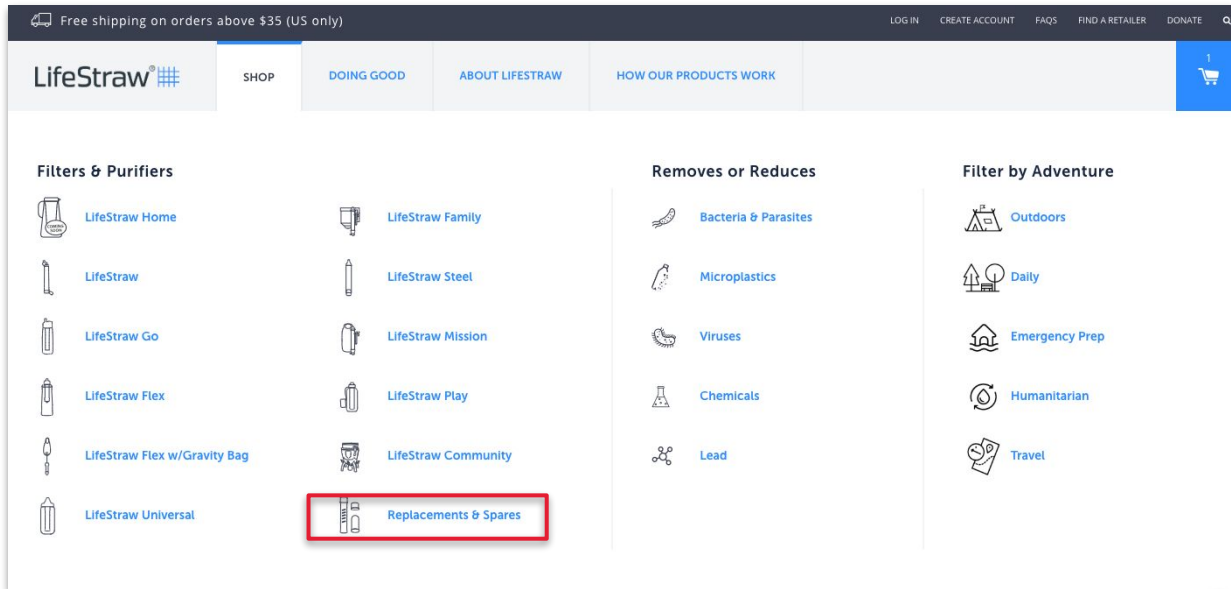 Free shipping on orders above $35 (US only)
LOG IN CREATE ACCOUNT FAQS FIND A RETAILER DONATE
LifeStraw®
SHOP
DOING GOOD
ABOUT LIFESTRAW
HOW OUR PRODUCTS WORK
1
Filters & Purifiers
LifeStraw Home
COMING SOON
LifeStraw
LifeStraw Go
LifeStraw Flex
LifeStraw Flex w/Gravity Bag
LifeStraw Universal
LifeStraw Family
LifeStraw Steel
LifeStraw Mission
LifeStraw Play
LifeStraw Community
Replacements & Spares
Removes or Reduces
Bacteria & Parasites
Microplastics
Viruses
Chemicals
Lead
Filter by Adventure
Outdoors
Daily
Emergency Prep
Humanitarian
Travel